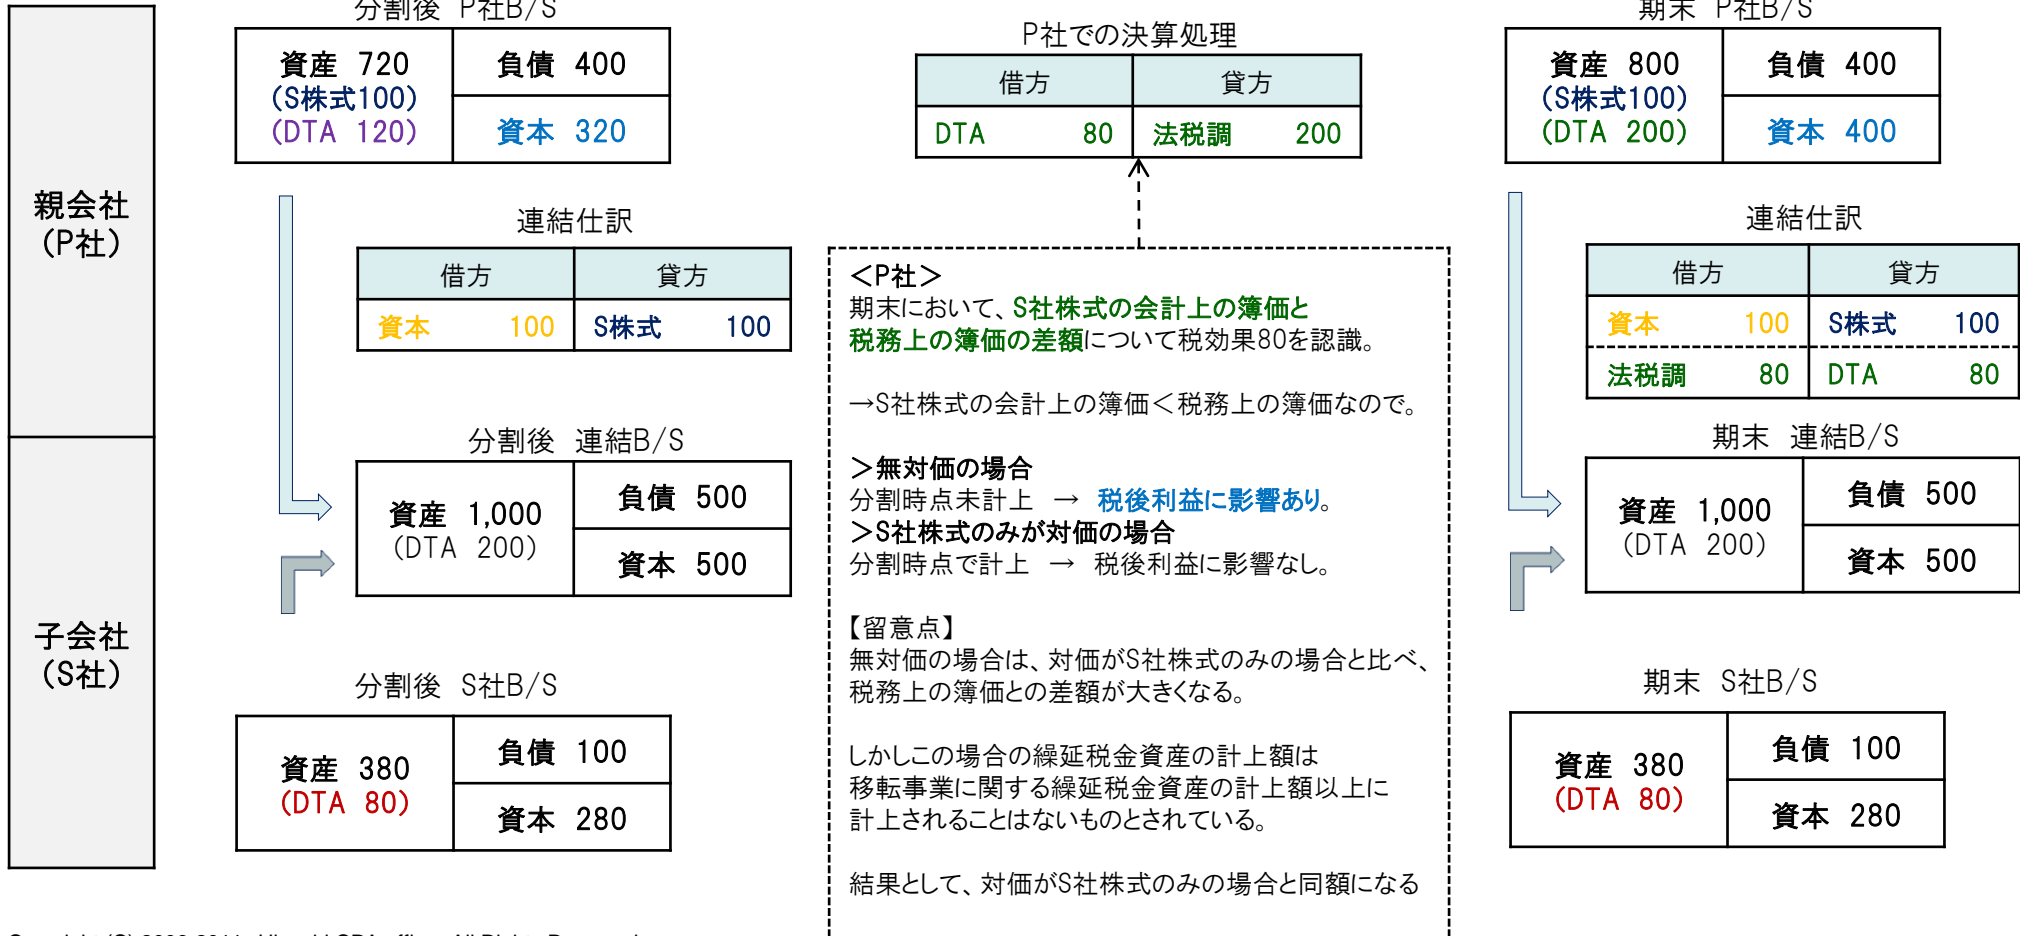 分割後 P社B/S
資産 720
(S株式100)
(DTA 120)
負債 400
資本 320
P社での決算処理
借方 貸方
DTA 80 法税調 200
期末 P社B/S
資産 800
(S株式100)
(DTA 200)
負債 400
資本 400
親会社
(P社)
連結仕訳
借方 貸方
資本 100 S株式 100
分割後 連結B/S
資産 1,000
(DTA 200)
負債 500
資本 500
<P社>
期末において、S社株式の会計上の簿価と
税務上の簿価の差額について税効果80を認識。
→S社株式の会計上の簿価<税務上の簿価なので。
>無対価の場合
分割時点未計上 → 税後利益に影響あり。
>S社株式のみが対価の場合
分割時点で計上 → 税後利益に影響なし。
【留意点】
無対価の場合は、対価がS社株式のみの場合と比べ、
税務上の簿価との差額が大きくなる。
しかしこの場合の繰延税金資産の計上額は
移転事業に関する繰延税金資産の計上額以上に
計上されることはないものとされている。
結果として、対価がS社株式のみの場合と同額になる
連結仕訳
借方 貸方
資本 100 S株式 100
法税調 80 DTA 80
期末 連結B/S
資産 1,000
(DTA 200)
負債 500
資本 500
子会社
(S社)
分割後 S社B/S
資産 380
(DTA 80)
負債 100
資本 280
期末 S社B/S
資産 380
(DTA 80)
負債 100
資本 280